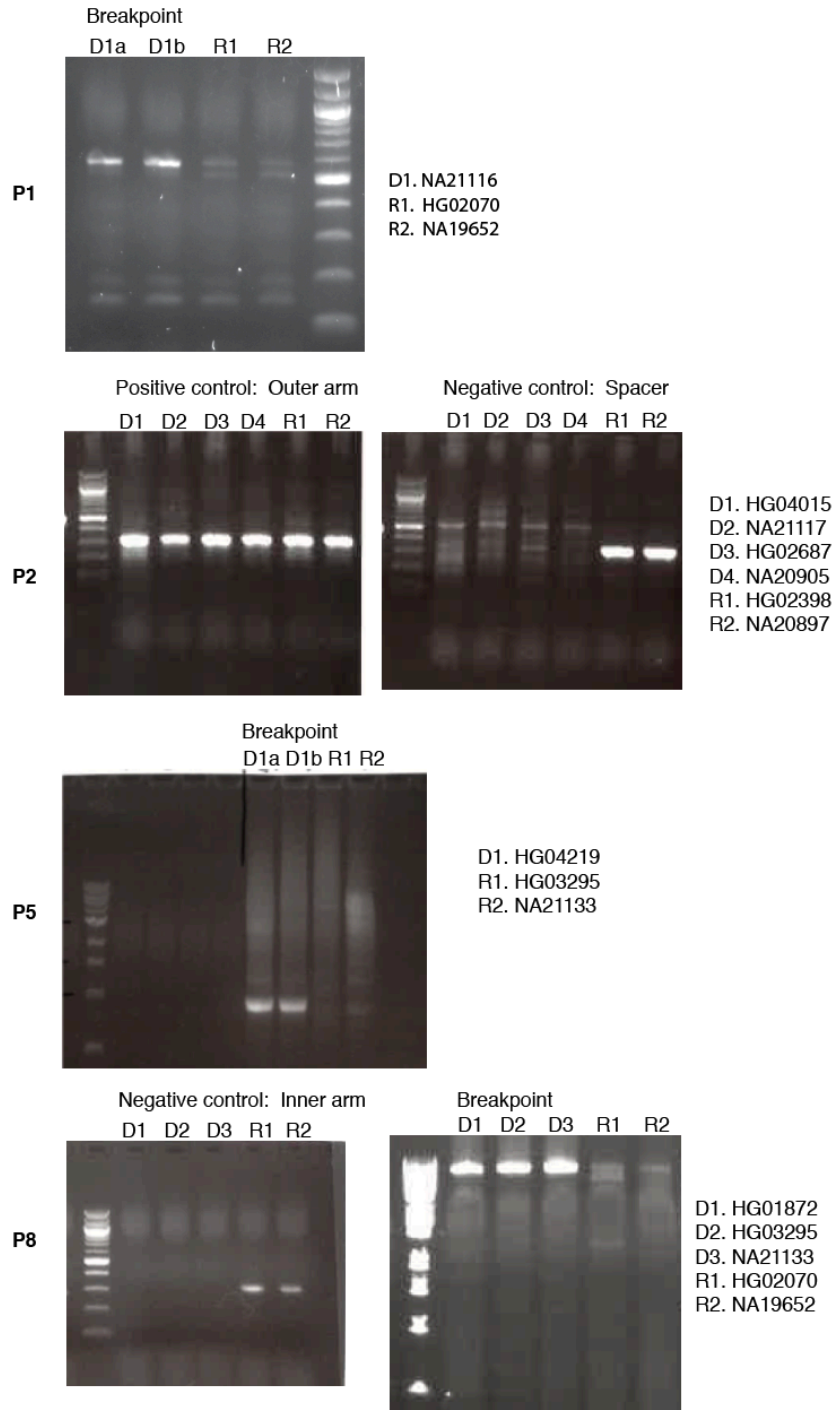 Breakpoint
D1a D1b R1 R2
P1
D1. NA21116
R1. HG02070
R2. NA19652
Positive control: Outer arm
D1 D2 D3 D4 R1 R2
Negative control: Spacer
D1 D2 D3 D4 R1 R2
P2
D1. HG04015
D2. NA21117
D3. HG02687
D4. NA20905
R1. HG02398
R2. NA20897
Breakpoint
D1a D1b R1 R2
P5
D1. HG04219
R1. HG03295
R2. NA21133
Negative control: Inner arm
D1 D2 D3 R1 R2
Breakpoint
D1 D2 D3 R1 R2
P8
D1. HG01872
D2. HG03295
D3. NA21133
R1. HG02070
R2. NA19652